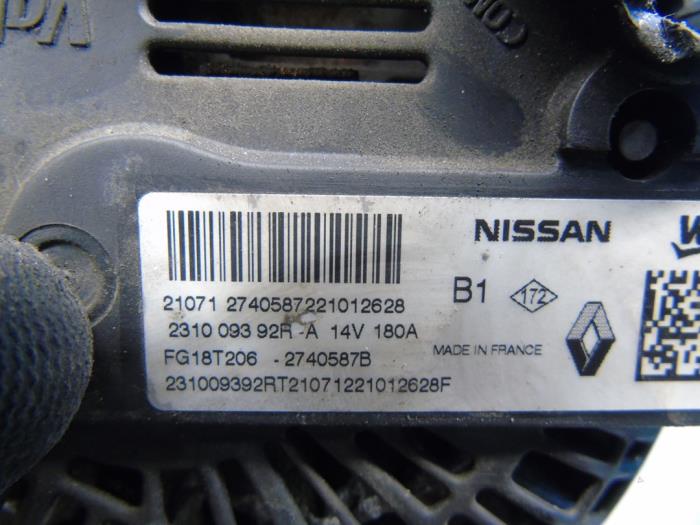 NISSAN
21071 2740587221012628
B1 172
2310 093 92R -A 14V 180A
FG18T206 - 2740587B
MADE IN FRANCE
231009392RT21071221012628F